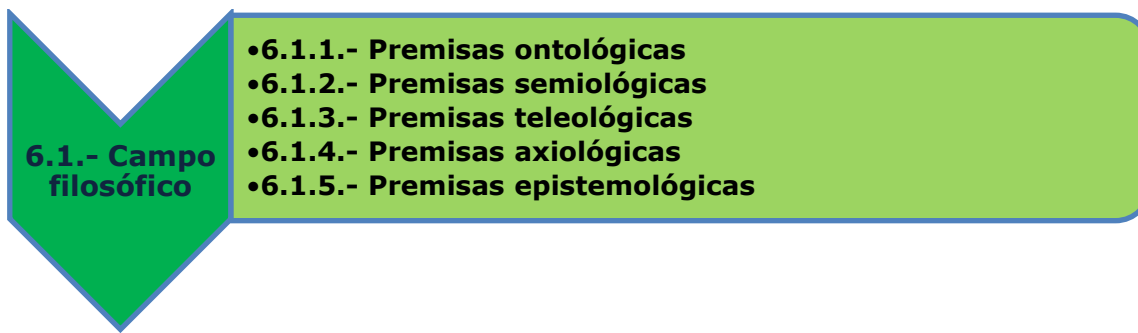 6.1.- Campo
filosófico
•6.1.1.- Premisas ontológicas
•6.1.2.- Premisas semiológicas
•6.1.3.- Premisas teleológicas
•6.1.4.- Premisas axiológicas
•6.1.5.- Premisas epistemológicas